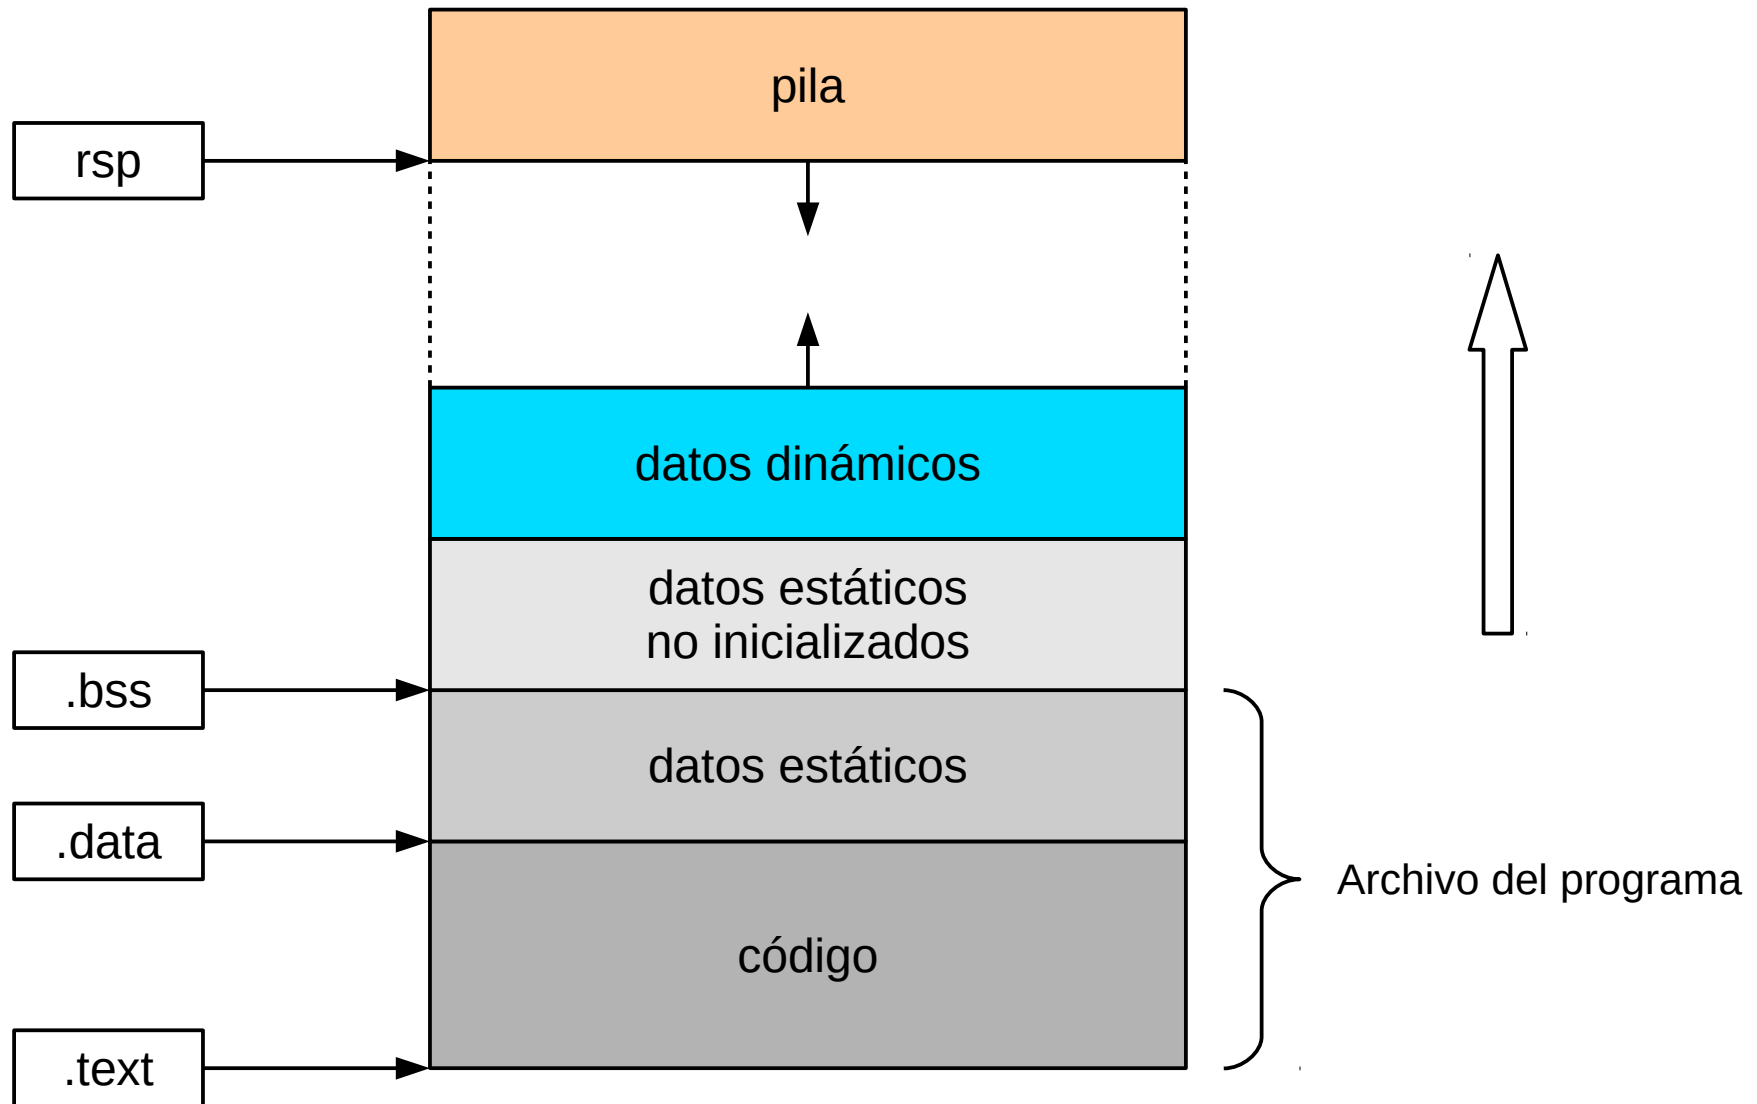 pila
rsp
datos dinámicos
datos estáticos
no inicializados
.bss
datos estáticos
.data
Archivo del programa
código
.text